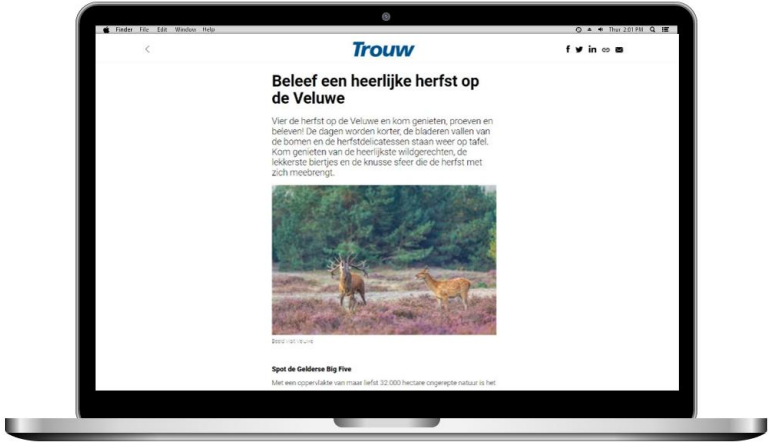 Finder File Edit Window Help
Thur 2:01 PM
Trouw
f in
Beleef een heerlijke herfst op
de Veluwe
Vier de herfst op de Veluwe en kom genieten, proeven en
beleven! De dagen worden korter, de bladeren vallen van
de bomen en de herfstdelicatessen staan weer op tafel.
Kom genieten van de heerlijkste wildgerechten, de
lekkerste biertjes en de knusse sfeer die de herfst met
zich meebrengt.
Beeld
Spot de Gelderse Big Five
Met een oppervlakte van maar liefst 32.000 hectare ongerepte natuur is het